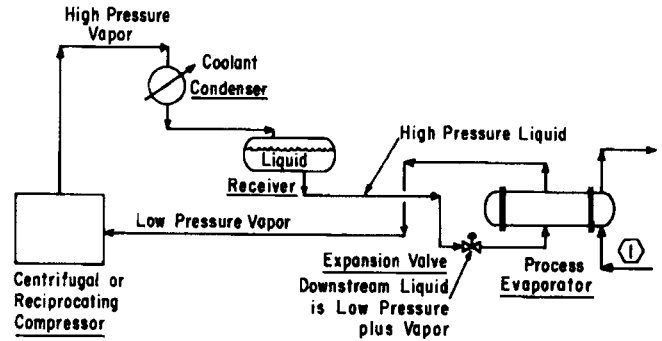 High Pressure
Vapor
Coolant
Condenser
High Pressure Liquid
Liquid
Receiver
Low Pressure Vapor
Centrifugal or
Reciprocating
Compressor
Expansion Valve
Downstream Liquid
is Low Pressure
plus Vapor
Process
Evaporator
1